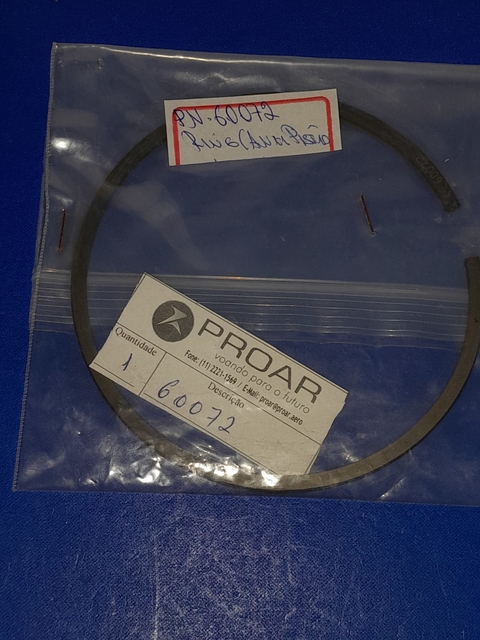 PN. 60072
Ring (Anel Pistão)
PROAR
voando para o futuro
Fone: (11) 2221-1569 / E-Mail: proar@proar.aero
Quantidade
Descrição
1
60072